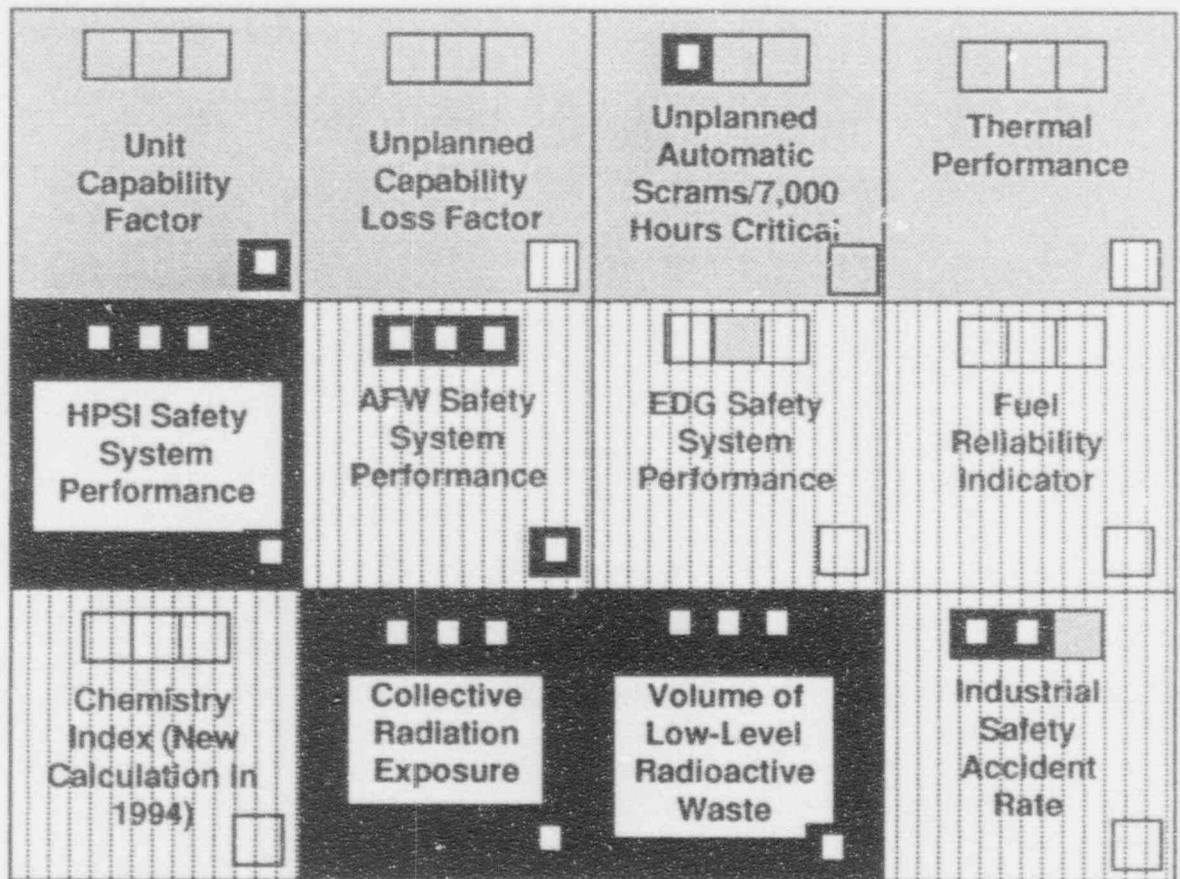 Unit
Capability
Factor
Unplanned
Capability
Loss Factor
Unplanned
Automatic
Scrams/7,000
Hours Critical
Thermal
Performance
HPSI Safety
System
Performance
AFW Safety
System
Performance
EDG Safety
System
Performance
Fuel
Reliability
Indicator
Chemistry
Index (New
Calculation in
1994)
Collective
Radiation
Exposure
Volume of
Low-Level
Radioactive
Waste
Industrial
Safety
Accident
Rate